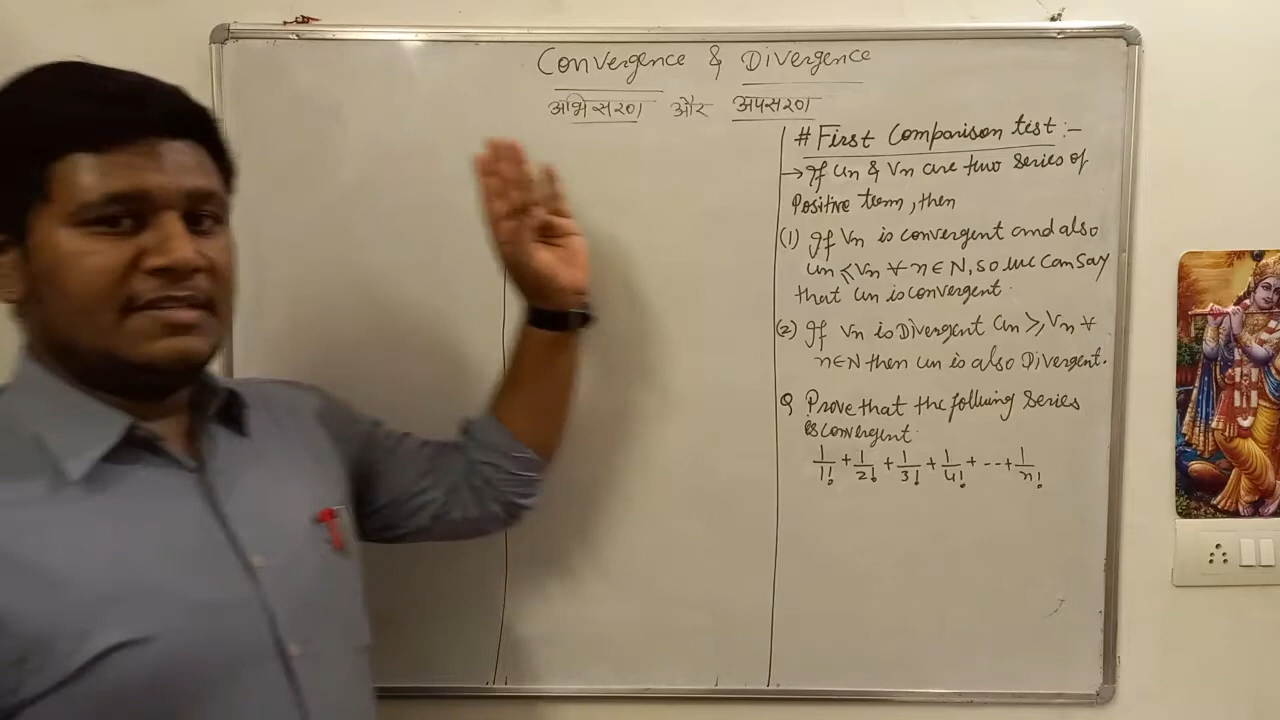 Convergence & Divergence
अभिसरण और अपसरण
# First Comparison test :-
→ If un & Vn are two series of
Positive term, then
(1) If Vn is convergent and also
un ≤ Vn ∀ n ∈ N, so we can say
that un is convergent.
(2) If Vn is Divergent un ≥ Vn ∀
n ∈ N then un is also Divergent.
Q Prove that the following series
is convergent.
1/1! + 1/2! + 1/3! + 1/4! + --+ 1/n!